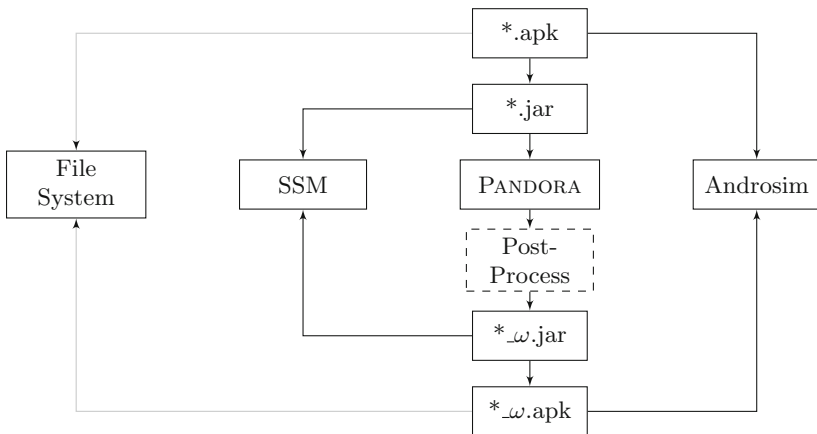 *.apk
*.jar
File
System
SSM
PANDORA
Androsim
Post-
Process
*_ω.jar
*_ω.apk